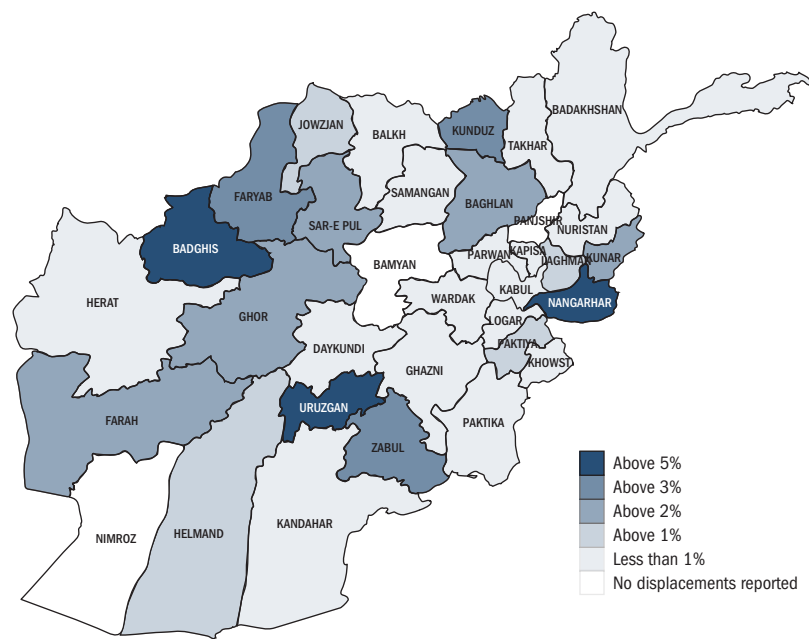 BADAKHSHAN
JOWZJAN
KUNDUZ
BALKH
TAKHAR
SAMANGAN
FARYAB
BAGHLAN
PANJSHIR
SAR-E PUL
NURISTAN
BADGHIS
PARWAN
KAPISA
LAGHMAN
KUNAR
BAMYAN
KABUL
HERAT
WARDAK
NANGARHAR
GHOR
LOGAR
DAYKUNDI
PAKTIYA
GHAZNI
KHOWST
URUZGAN
FARAH
PAKTIKA
ZABUL
NIMROZ
HELMAND
KANDAHAR
Above 5%
Above 3%
Above 2%
Above 1%
Less than 1%
No displacements reported